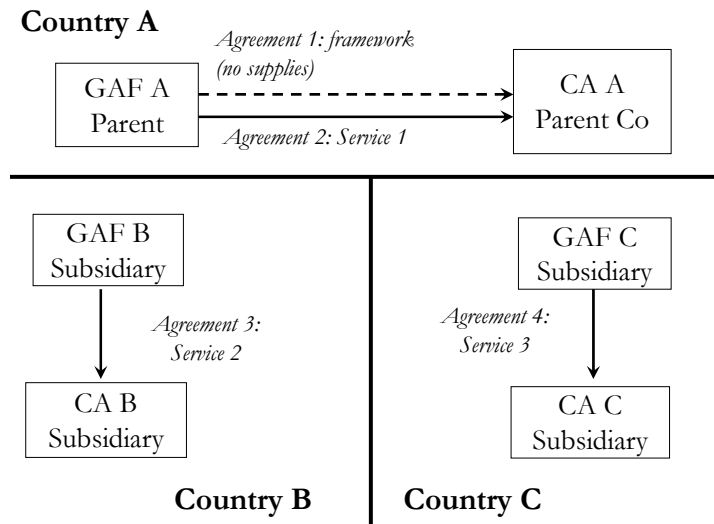 Country A
Agreement 1: framework
(no supplies)
GAF A
Parent
CA A
Parent Co
Agreement 2: Service 1
GAF B
Subsidiary
GAF C
Subsidiary
Agreement 3:
Service 2
Agreement 4:
Service 3
CA B
Subsidiary
CA C
Subsidiary
Country B
Country C